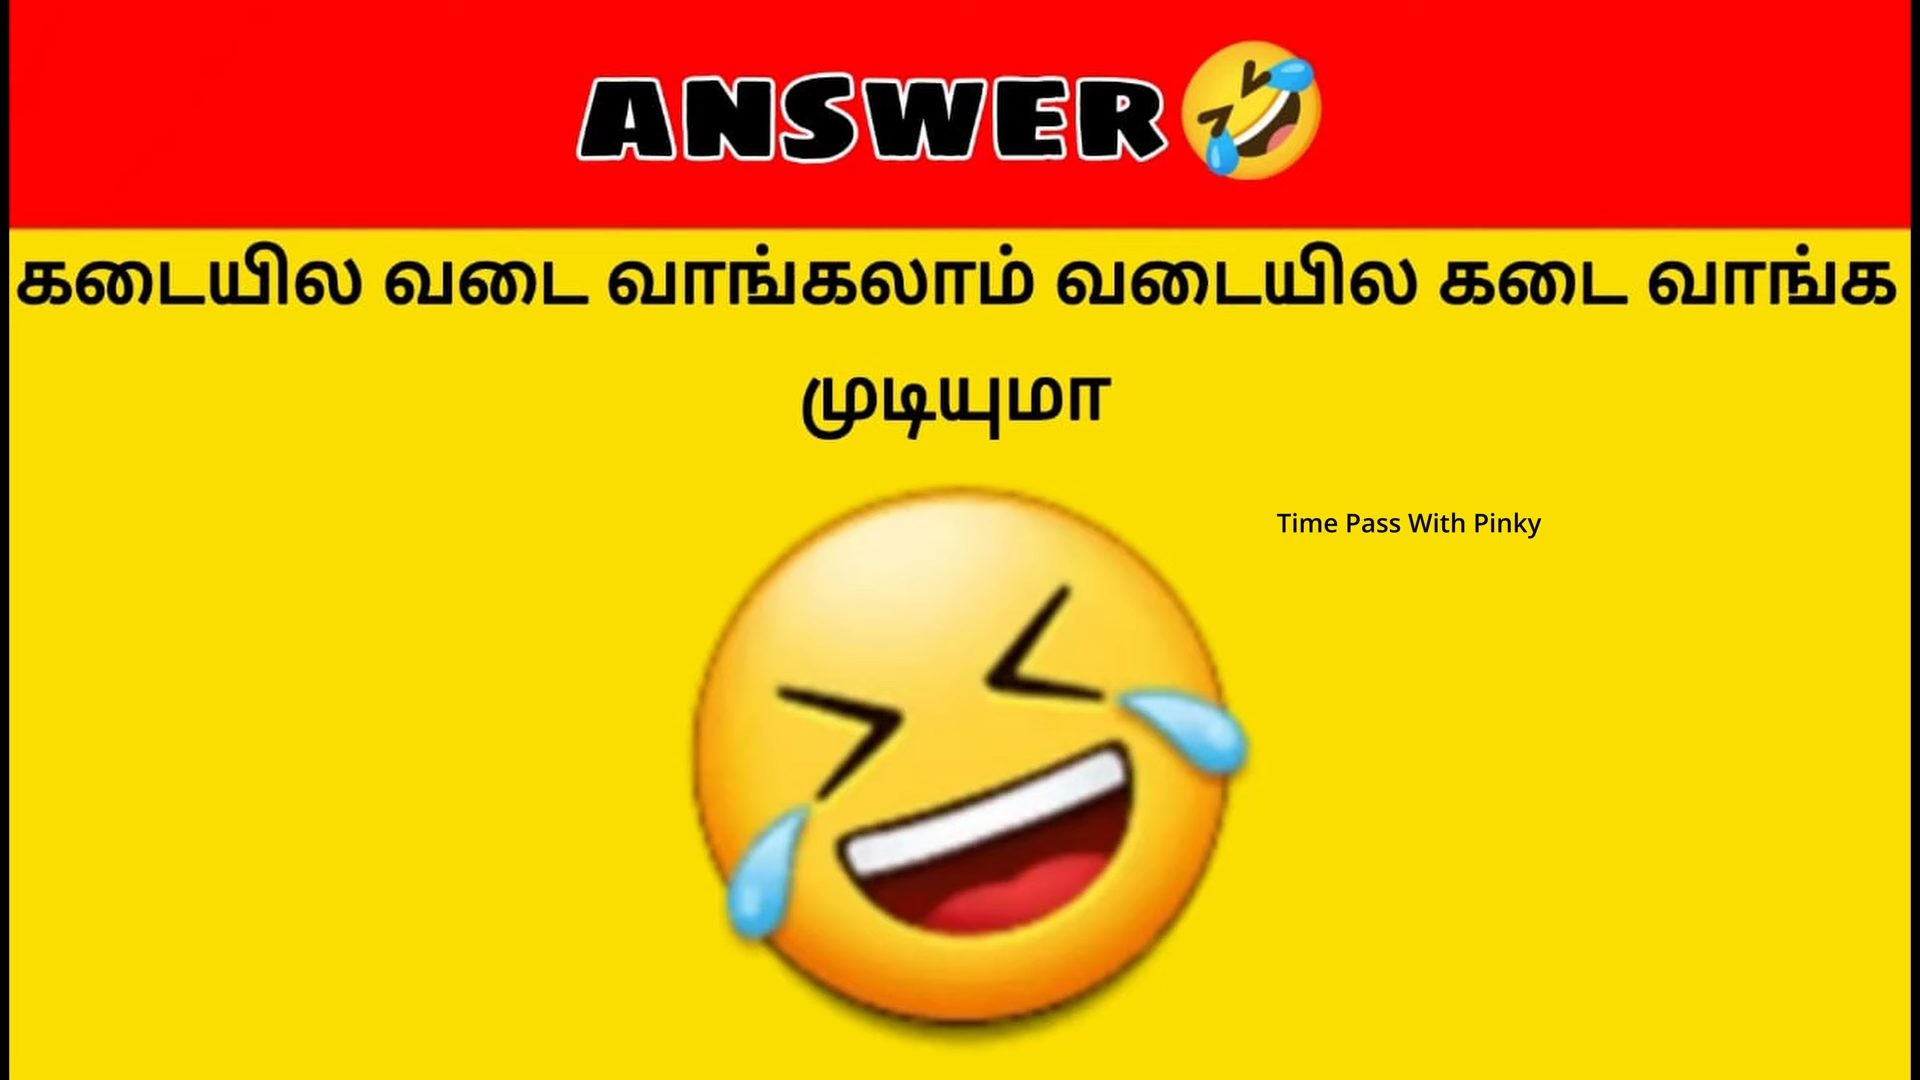 ANSWER🤣
கடையில வடை வாங்கலாம் வடையில கடை வாங்க
முடியுமா
Time Pass With Pinky